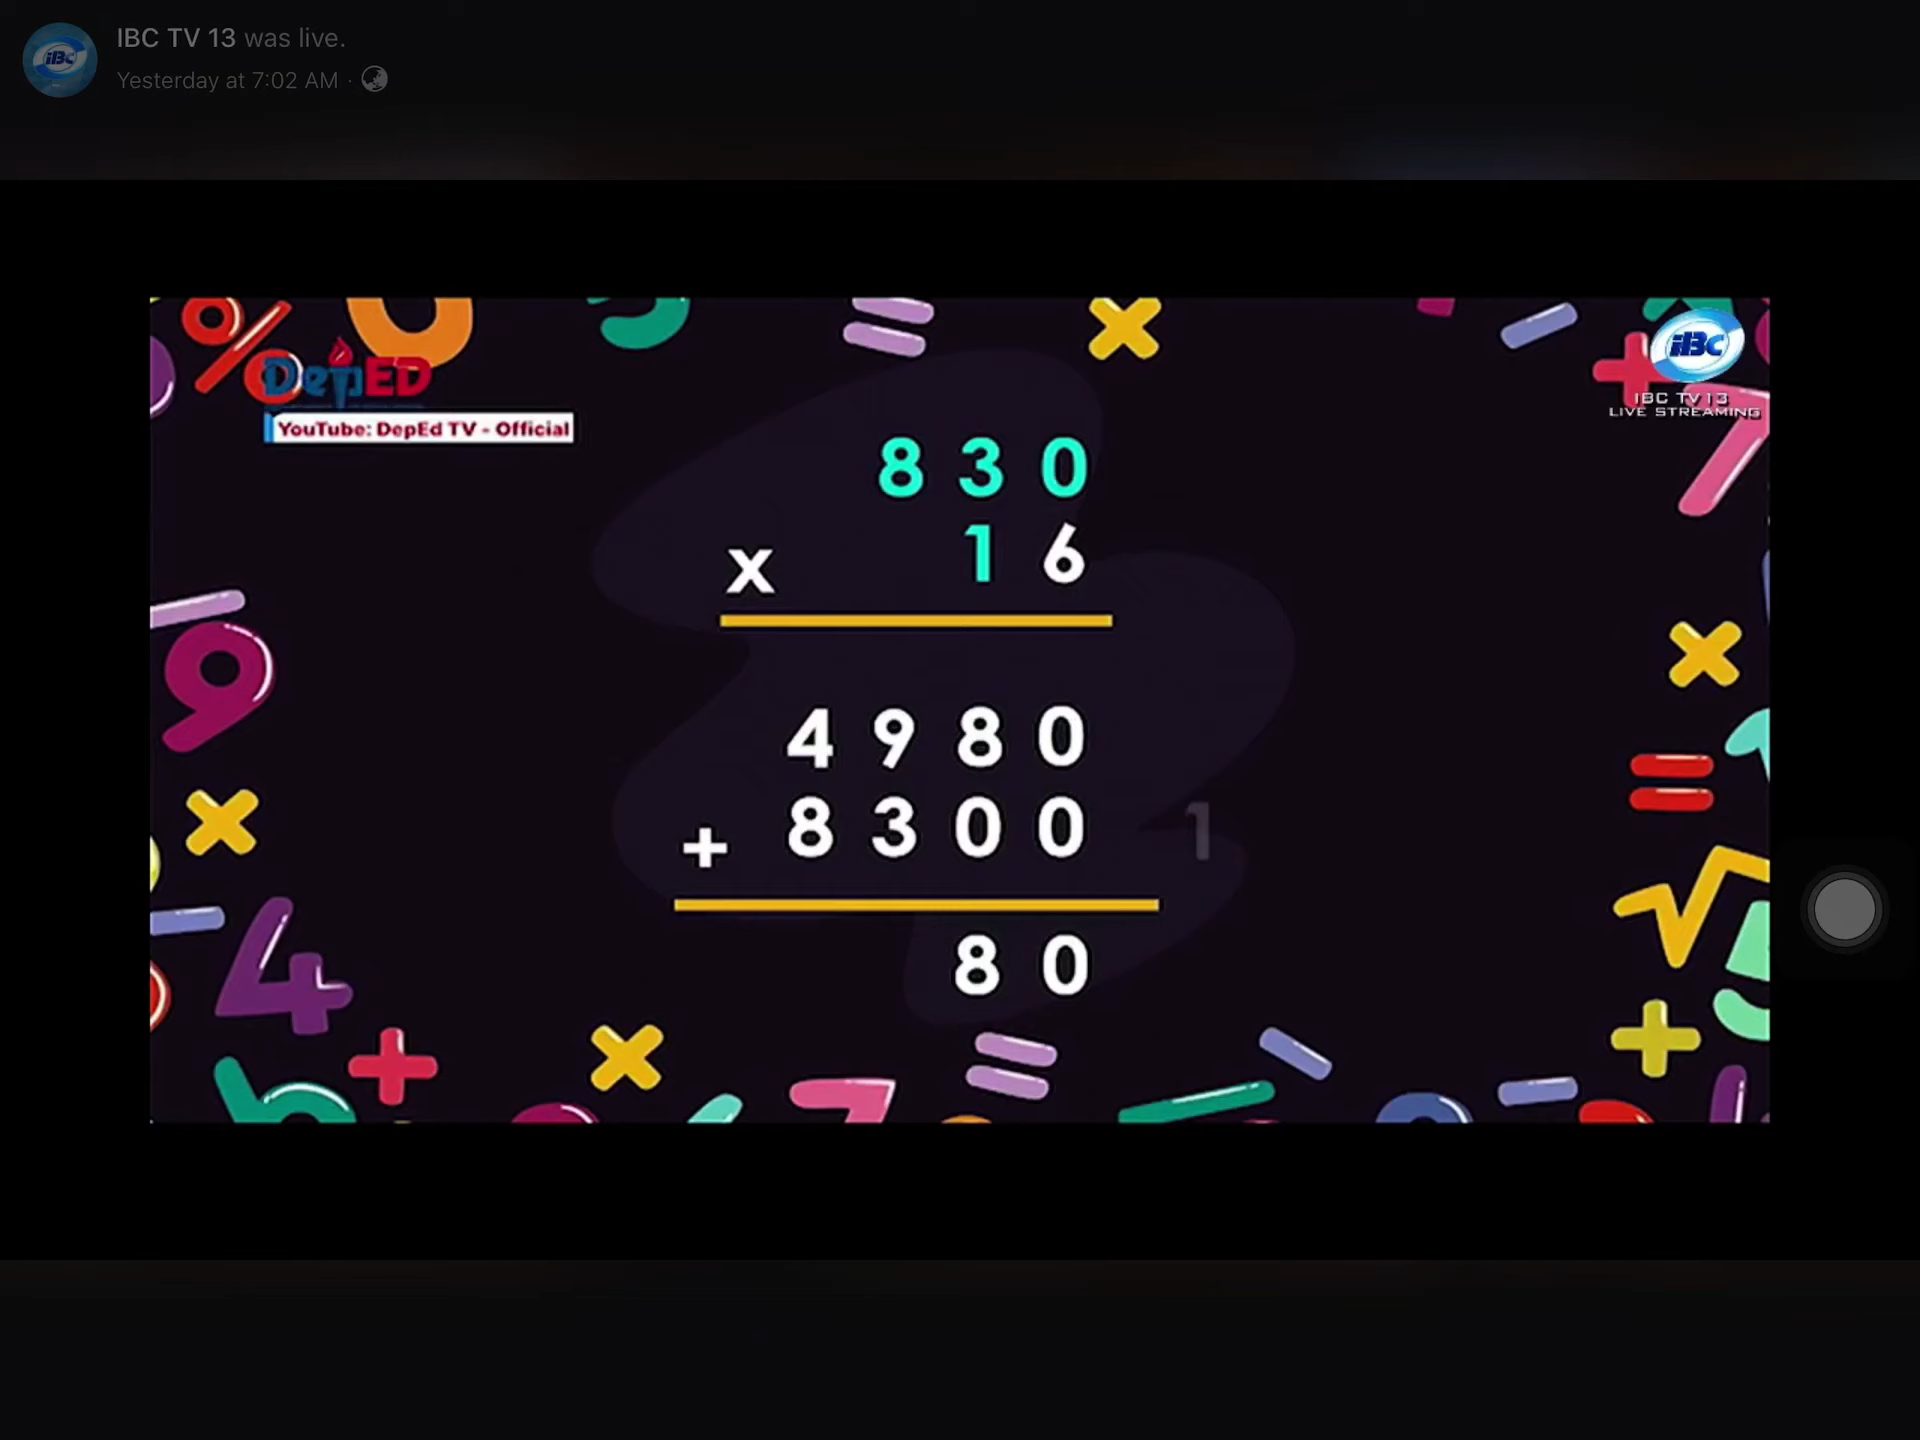 IBC TV 13 was live.
Yesterday at 7:02 AM ·
DepED
YouTube: DepEd TV - Official
iBC
IBC TV 13
LIVE STREAMING
8 3 0
x 1 6
4 9 8 0
+ 8 3 0 0 1
8 0